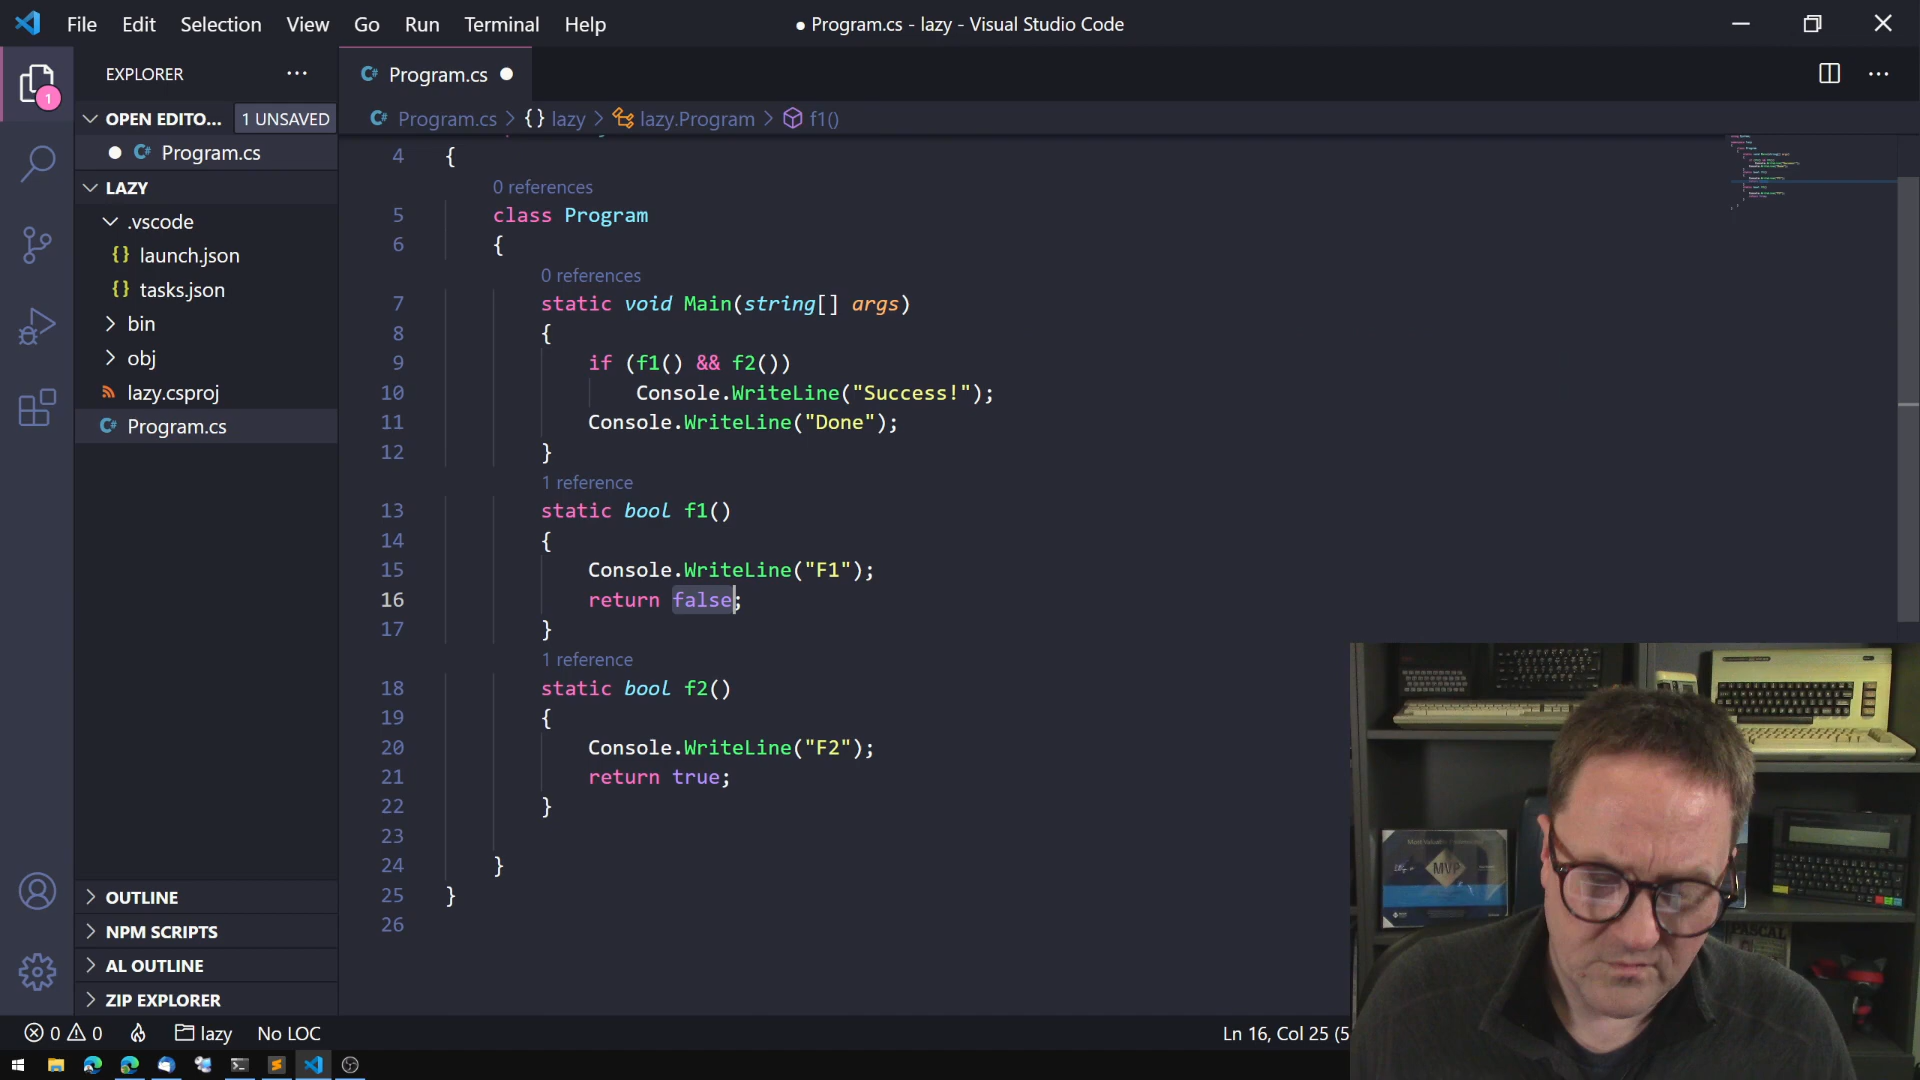 File Edit Selection View Go Run Terminal Help
● Program.cs - lazy - Visual Studio Code
EXPLORER
1
OPEN EDITO... 1 UNSAVED
Program.cs
LAZY
.vscode
launch.json
tasks.json
bin
obj
lazy.csproj
Program.cs
OUTLINE
NPM SCRIPTS
AL OUTLINE
ZIP EXPLORER
Program.cs
Program.cs > {} lazy > lazy.Program > f1()
4 {
0 references
5 class Program
6 {
0 references
7 static void Main(string[] args)
8 {
9 if (f1() && f2())
10 Console.WriteLine("Success!");
11 Console.WriteLine("Done");
12 }
1 reference
13 static bool f1()
14 {
15 Console.WriteLine("F1");
16 return false;
17 }
1 reference
18 static bool f2()
19 {
20 Console.WriteLine("F2");
21 return true;
22 }
23
24 }
25 }
26
MVP
PASCAL
0 0 lazy No LOC
Ln 16, Col 25 (5